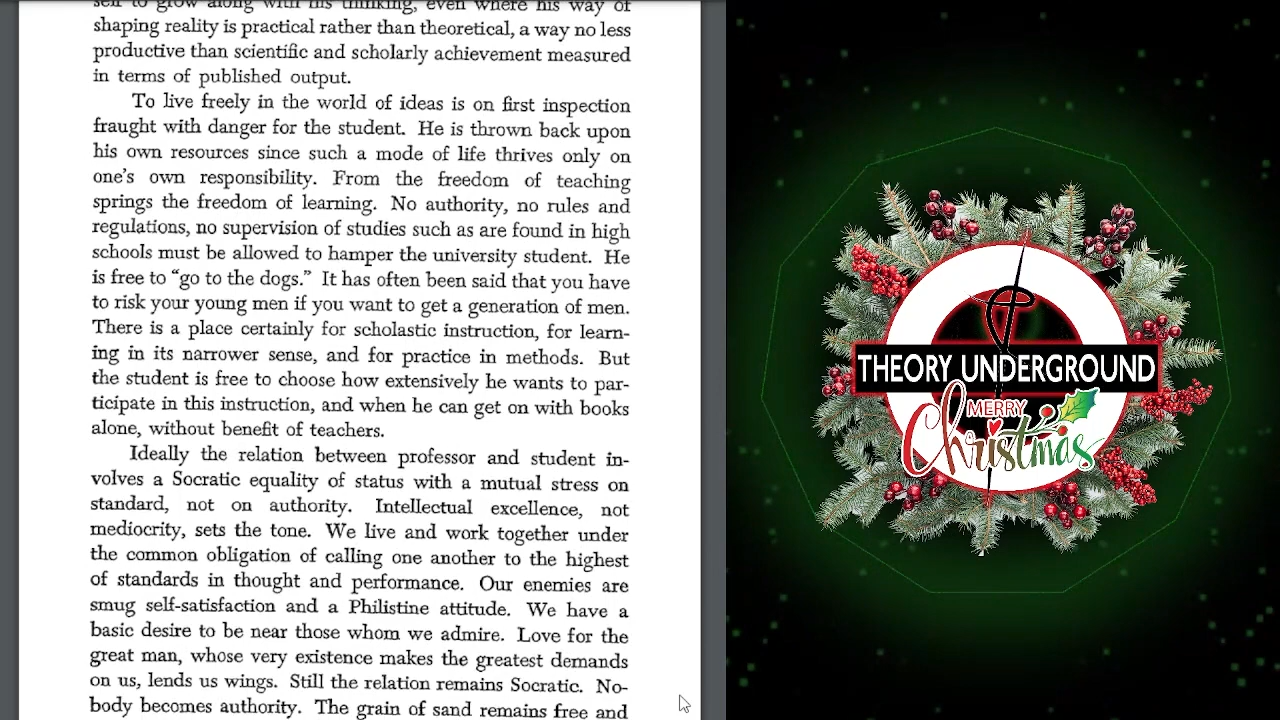 self to grow along with his thinking, even where his way of
shaping reality is practical rather than theoretical, a way no less
productive than scientific and scholarly achievement measured
in terms of published output.
To live freely in the world of ideas is on first inspection
fraught with danger for the student. He is thrown back upon
his own resources since such a mode of life thrives only on
one's own responsibility. From the freedom of teaching
springs the freedom of learning. No authority, no rules and
regulations, no supervision of studies such as are found in high
schools must be allowed to hamper the university student. He
is free to “go to the dogs.” It has often been said that you have
to risk your young men if you want to get a generation of men.
There is a place certainly for scholastic instruction, for learn-
ing in its narrower sense, and for practice in methods. But
the student is free to choose how extensively he wants to par-
ticipate in this instruction, and when he can get on with books
alone, without benefit of teachers.
Ideally the relation between professor and student in-
volves a Socratic equality of status with a mutual stress on
standard, not on authority. Intellectual excellence, not
mediocrity, sets the tone. We live and work together under
the common obligation of calling one another to the highest
of standards in thought and performance. Our enemies are
smug self-satisfaction and a Philistine attitude. We have a
basic desire to be near those whom we admire. Love for the
great man, whose very existence makes the greatest demands
on us, lends us wings. Still the relation remains Socratic. No-
body becomes authority. The grain of sand remains free and
THEORY UNDERGROUND
MERRY
Christmas